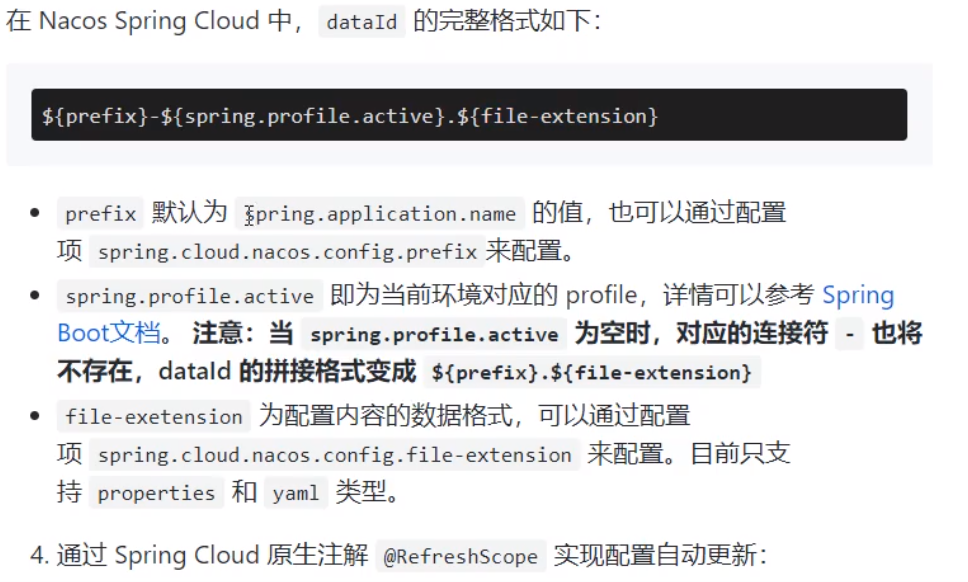 在 Nacos Spring Cloud 中，dataId 的完整格式如下：
${prefix}-${spring.profile.active}.${file-extension}
prefix 默认为 spring.application.name 的值，也可以通过配置
项 spring.cloud.nacos.config.prefix来配置。
spring.profile.active 即为当前环境对应的 profile，详情可以参考 Spring
Boot文档。 注意：当 spring.profile.active 为空时，对应的连接符 - 也将
不存在，dataId 的拼接格式变成 ${prefix}.${file-extension}
file-exetension 为配置内容的数据格式，可以通过配置
项 spring.cloud.nacos.config.file-extension 来配置。目前只支
持 properties 和 yaml 类型。
4. 通过 Spring Cloud 原生注解 @RefreshScope 实现配置自动更新：